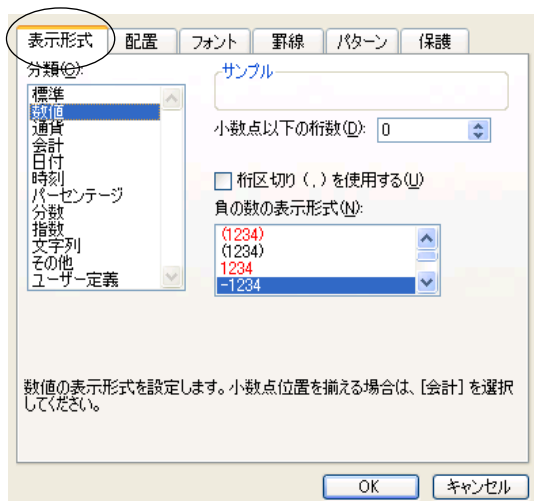 表示形式 配置 フォント 罫線 パターン 保護
分類(C):
標準
数値
通貨
会計
日付
時刻
パーセンテージ
分数
指数
文字列
その他
ユーザー定義
サンプル
小数点以下の桁数(D): 0
桁区切り(,)を使用する(U)
負の数の表示形式(N):
(1234)
(1234)
1234
-1234
数値の表示形式を設定します。小数点位置を揃える場合は、[会計] を選択
してください。
OK キャンセル